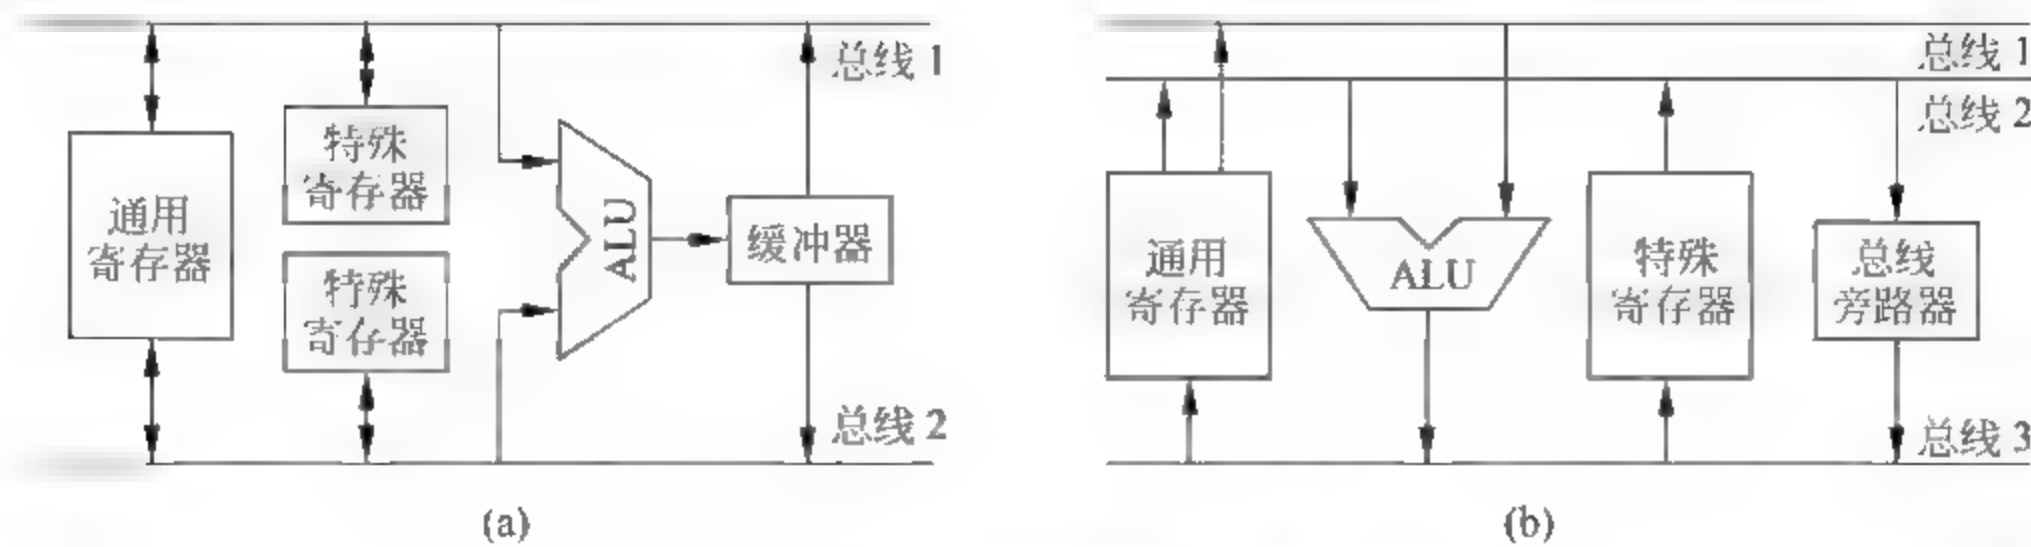 总线 1
特殊
寄存器
通用
寄存器
ALU
缓冲器
特殊
寄存器
总线 2
(a)
总线 1
总线 2
通用
寄存器
ALU
特殊
寄存器
总线
旁路器
总线 3
(b)